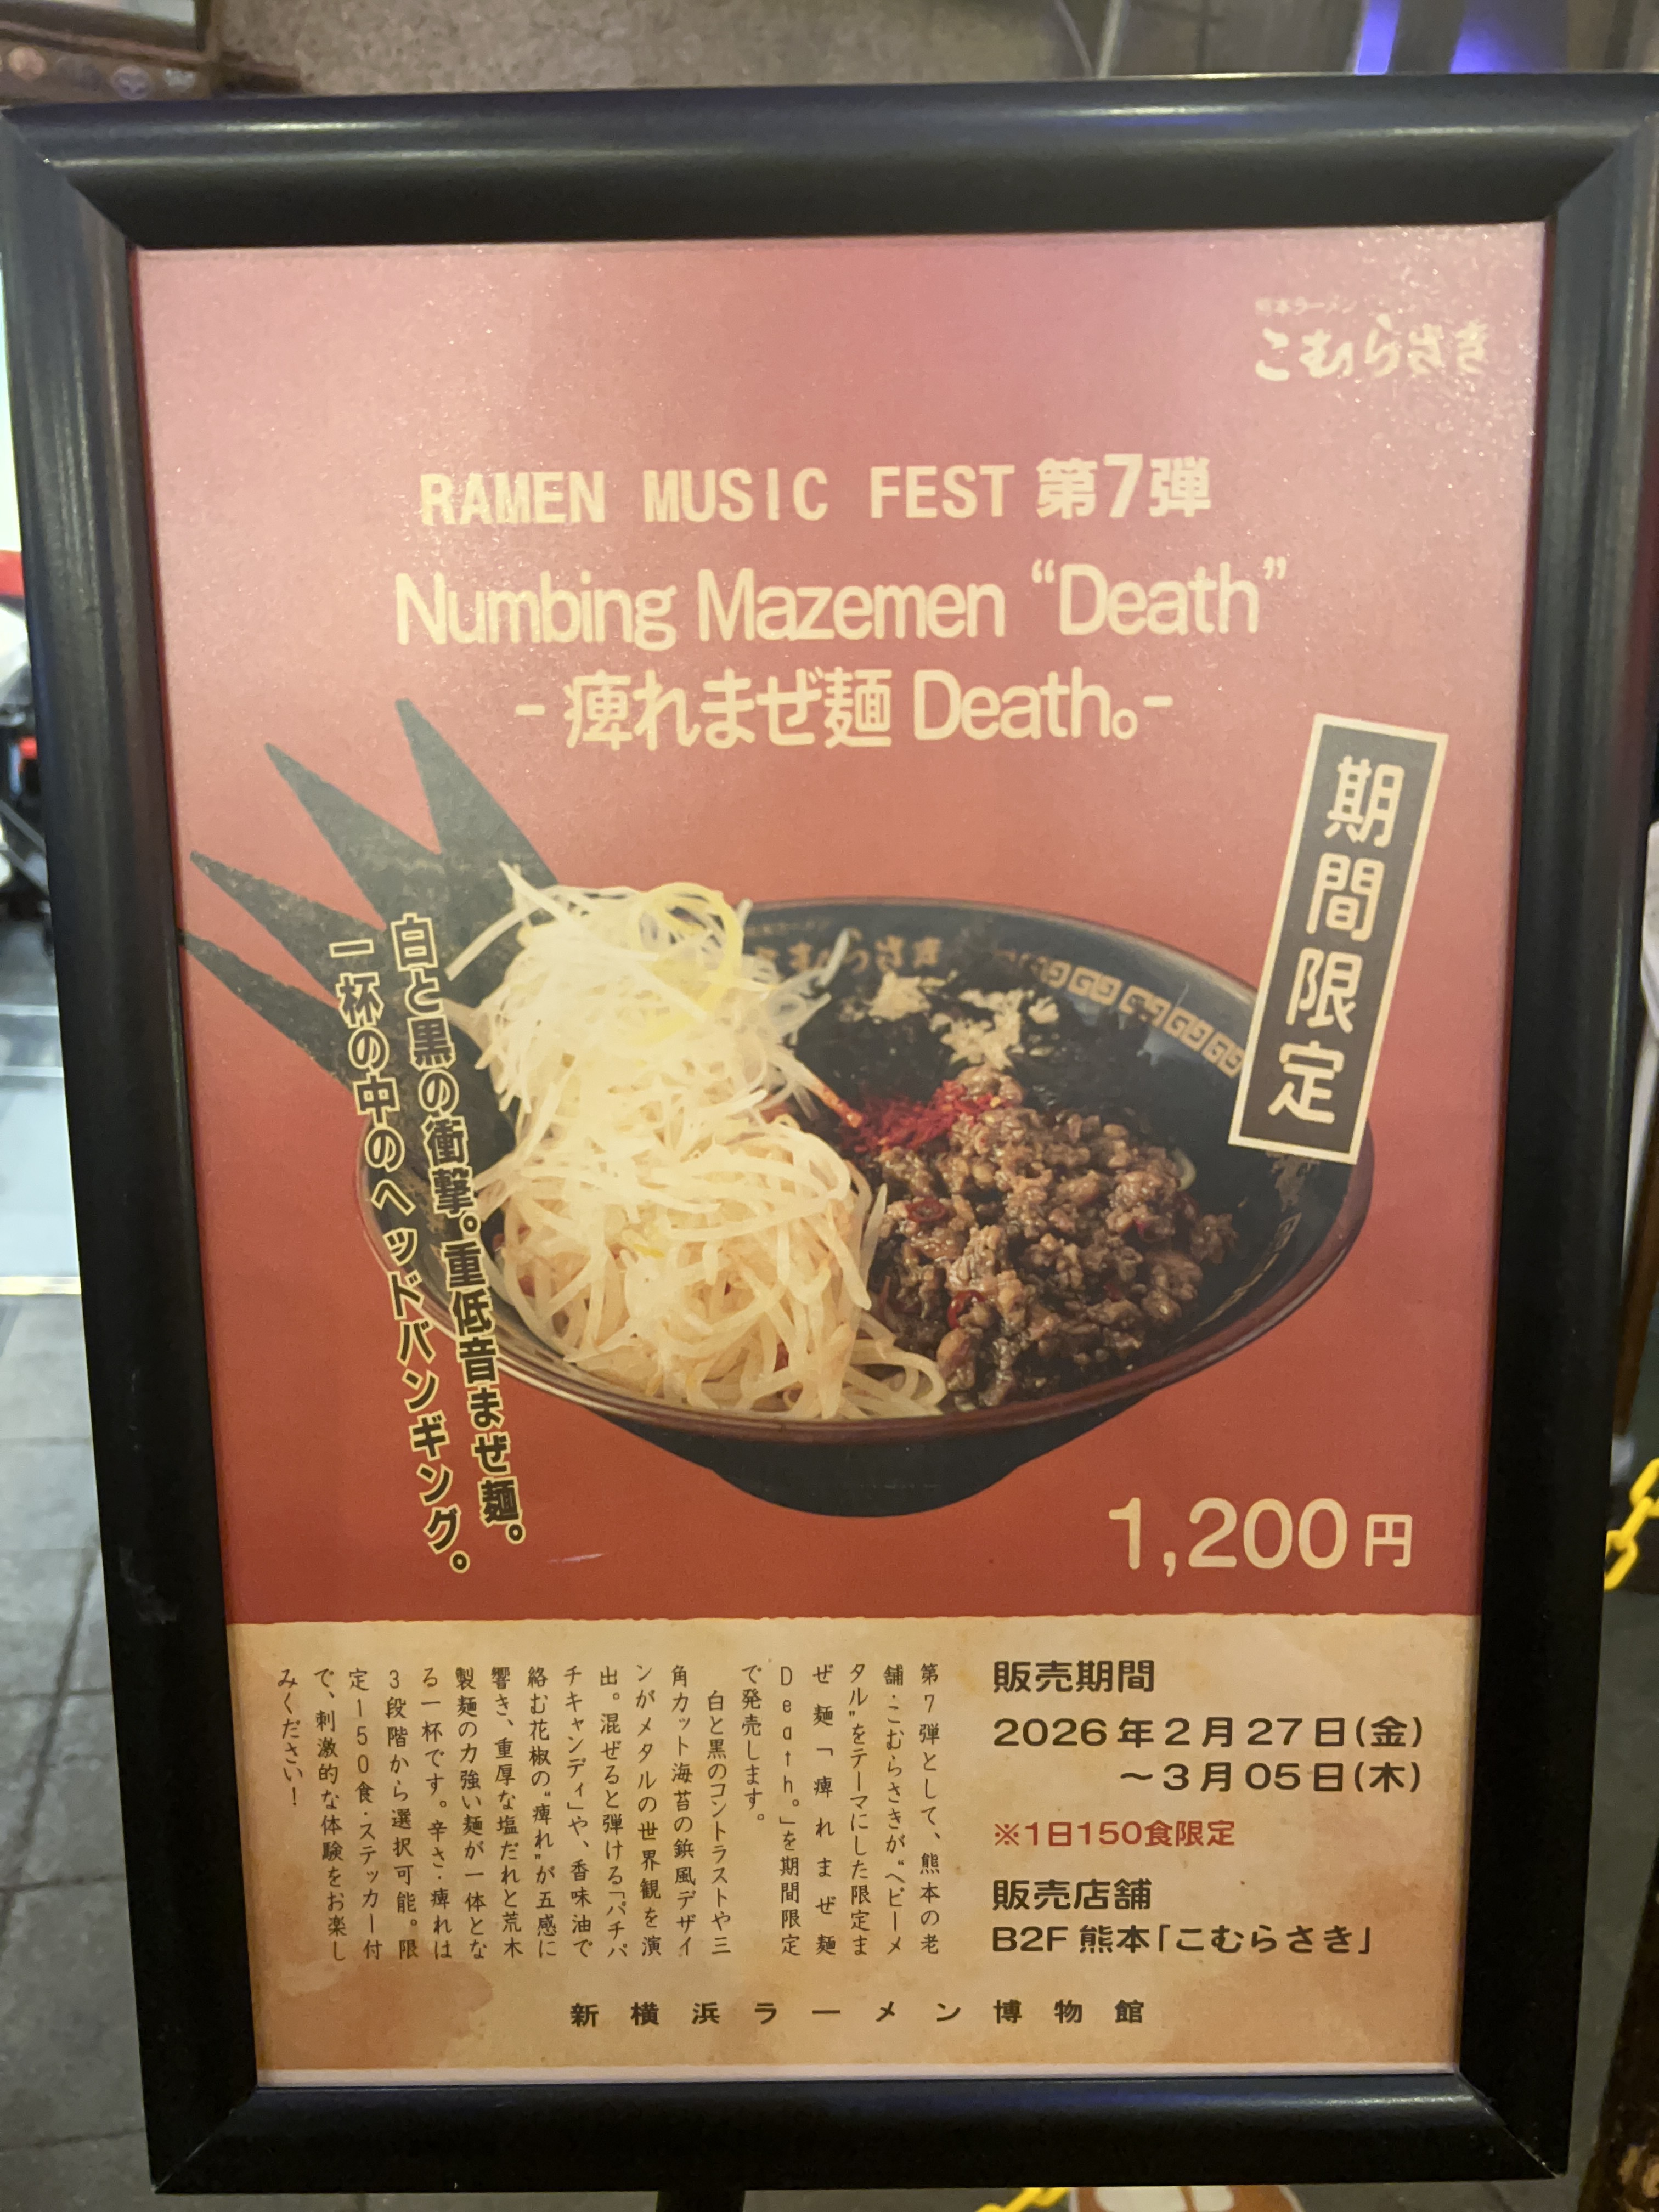 熊本ラーメン
こむらさき
RAMEN MUSIC FEST 第7弾
Numbing Mazemen “Death”
-痺れまぜ麺 Death。-
期間限定
こむらさき
白と黒の衝撃。重低音まぜ麺。
一杯の中のヘッドバンギング。
1,200円
販売期間
2026年2月27日(金)
～3月05日(木)
※1日150食限定
販売店舗
B2F 熊本「こむらさき」
第7弾として、熊本の老
舗・こむらさきが“ヘビーメ
タル”をテーマにした限定ま
ぜ麺「痺れまぜ麺
Death。」を期間限定
で発売します。
白と黒のコントラストや三
角カット海苔の鋲風デザイ
ンがメタルの世界観を演
出。混ぜると弾ける「パチパ
チキャンディ」や、香味油で
絡む花椒の“痺れ”が五感に
響き、重厚な塩だれと荒木
製麺の力強い麺が一体とな
る一杯です。辛さ・痺れは
3段階から選択可能。限
定150食・ステッカー付
で、刺激的な体験をお楽し
みください！
新横浜ラーメン博物館